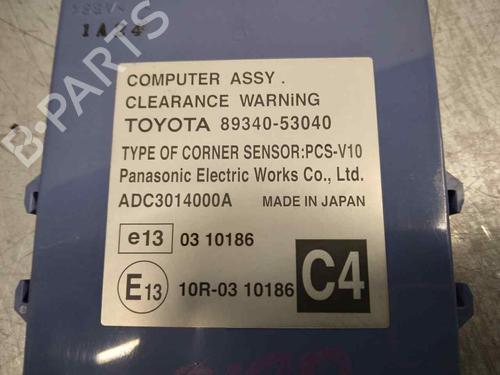 1A24
COMPUTER ASSY .
CLEARANCE WARNiNG
TOYOTA 89340-53040
TYPE OF CORNER SENSOR:PCS-V10
Panasonic Electric Works Co., Ltd.
ADC3014000A MADE IN JAPAN
e13 03 10186
E13 10R-03 10186 C4
B-PARTS